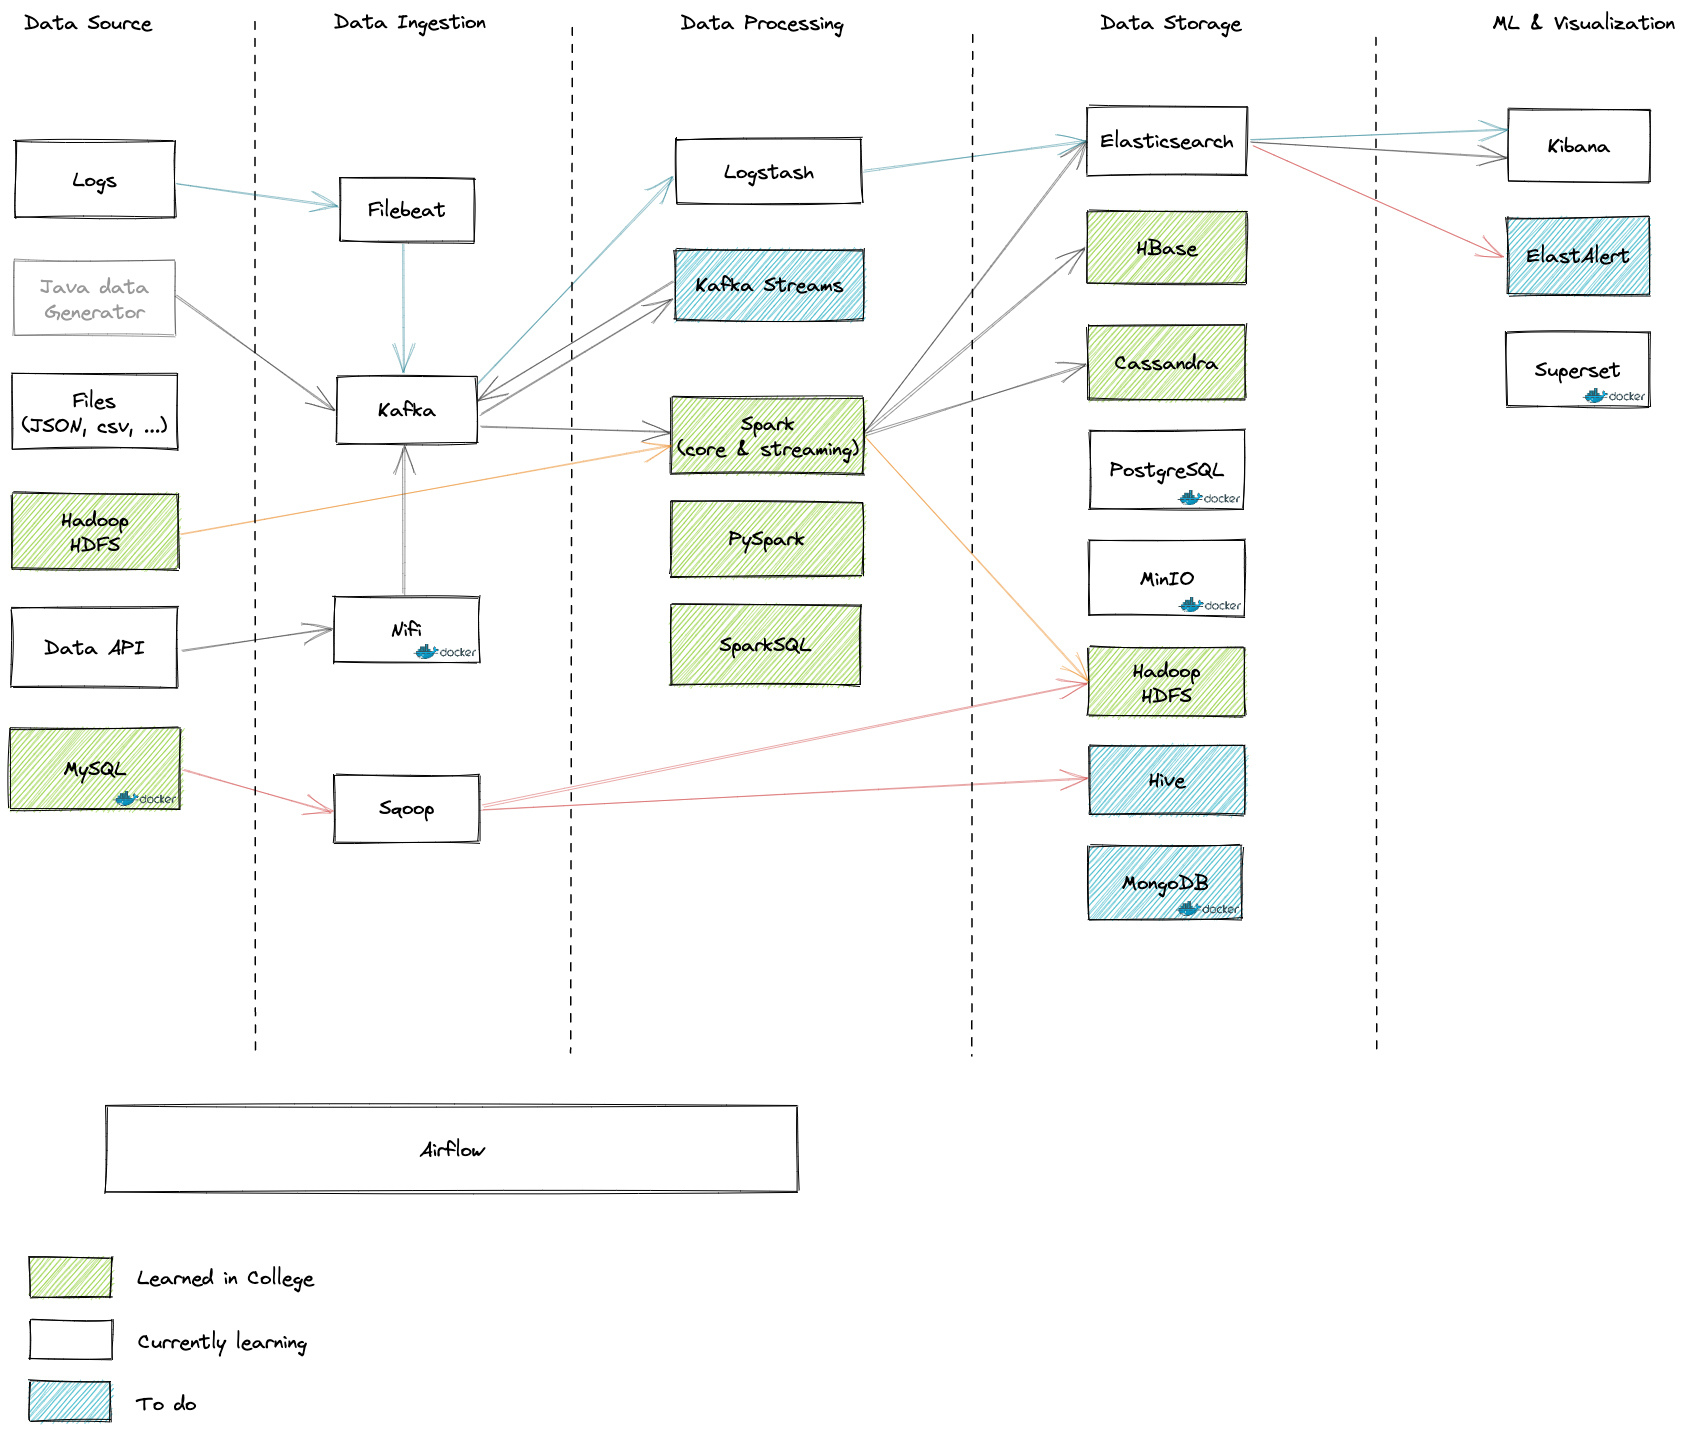 Data Source
Data Ingestion
Data Processing
Data Storage
ML & Visualization
Logs
Java data
Generator
Files
(JSON, csv, ...)
Hadoop
HDFS
Data API
MySQL
docker
Filebeat
Kafka
Nifi
docker
Sqoop
Logstash
Kafka Streams
Spark
(core & streaming)
PySpark
SparkSQL
Elasticsearch
HBase
Cassandra
PostgreSQL
docker
MinIO
docker
Hadoop
HDFS
Hive
MongoDB
docker
Kibana
ElastAlert
Superset
docker
Airflow
Learned in College
Currently learning
To do